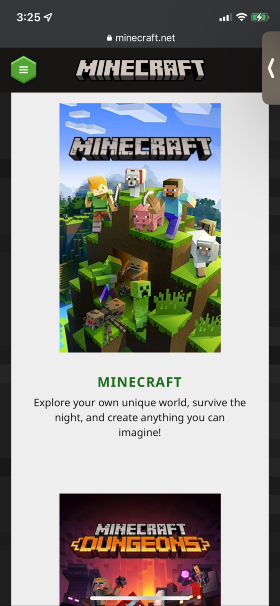 3:25
minecraft.net
MINECRAFT
MINECRAFT
MINECRAFT
Explore your own unique world, survive the
night, and create anything you can
imagine!
MINECRAFT
DUNGEONS